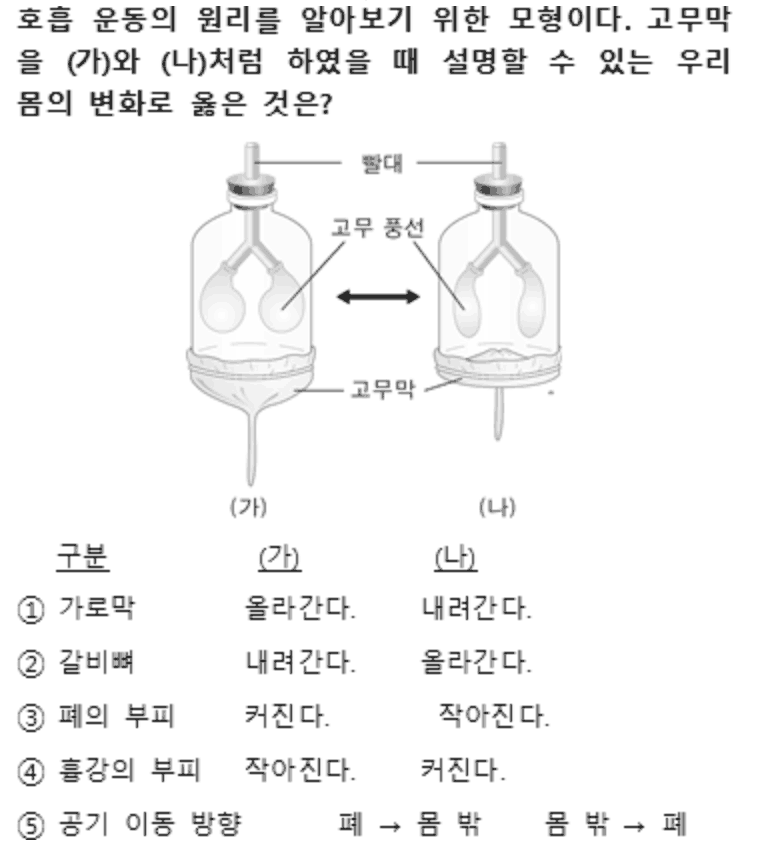 호흡 운동의 원리를 알아보기 위한 모형이다. 고무막
을 (가)와 (나)처럼 하였을 때 설명할 수 있는 우리
몸의 변화로 옳은 것은?
빨대
고무 풍선
고무막
(가) (나)
구분 (가) (나)
① 가로막 올라간다. 내려간다.
② 갈비뼈 내려간다. 올라간다.
③ 폐의 부피 커진다. 작아진다.
④ 흉강의 부피 작아진다. 커진다.
⑤ 공기 이동 방향 폐 → 몸 밖 몸 밖 → 폐